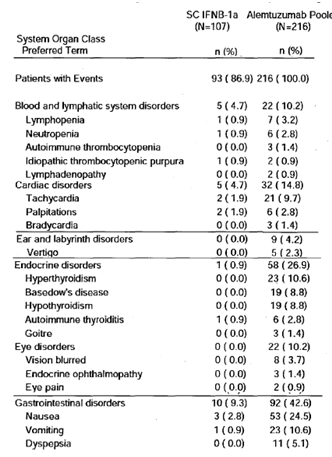 SC IFNB-1a Alemtuzumab Poole
(N=107) (N=216)
System Organ Class
Preferred Term n (%) n (%)
Patients with Events 93 ( 86.9) 216 ( 100.0)
Blood and lymphatic system disorders 5 ( 4.7) 22 ( 10.2)
Lymphopenia 1 ( 0.9) 7 ( 3.2)
Neutropenia 1 ( 0.9) 6 ( 2.8)
Autoimmune thrombocytopenia 0 ( 0.0) 3 ( 1.4)
Idiopathic thrombocytopenic purpura 1 ( 0.9) 2 ( 0.9)
Lymphadenopathy 0 ( 0.0) 2 ( 0.9)
Cardiac disorders 5 ( 4.7) 32 ( 14.8)
Tachycardia 2 ( 1.9) 21 ( 9.7)
Palpitations 2 ( 1.9) 6 ( 2.8)
Bradycardia 0 ( 0.0) 3 ( 1.4)
Ear and labyrinth disorders 0 ( 0.0) 9 ( 4.2)
Vertigo 0 ( 0.0) 5 ( 2.3)
Endocrine disorders 1 ( 0.9) 58 ( 26.9)
Hyperthyroidism 0 ( 0.0) 23 ( 10.6)
Basedow's disease 0 ( 0.0) 19 ( 8.8)
Hypothyroidism 0 ( 0.0) 19 ( 8.8)
Autoimmune thyroiditis 1 ( 0.9) 6 ( 2.8)
Goitre 0 ( 0.0) 3 ( 1.4)
Eye disorders 0 ( 0.0) 22 ( 10.2)
Vision blurred 0 ( 0.0) 8 ( 3.7)
Endocrine ophthalmopathy 0 ( 0.0) 3 ( 1.4)
Eye pain 0 ( 0.0) 2 ( 0.9)
Gastrointestinal disorders 10 ( 9.3) 92 ( 42.6)
Nausea 3 ( 2.8) 53 ( 24.5)
Vomiting 1 ( 0.9) 23 ( 10.6)
Dyspepsia 0 ( 0.0) 11 ( 5.1)